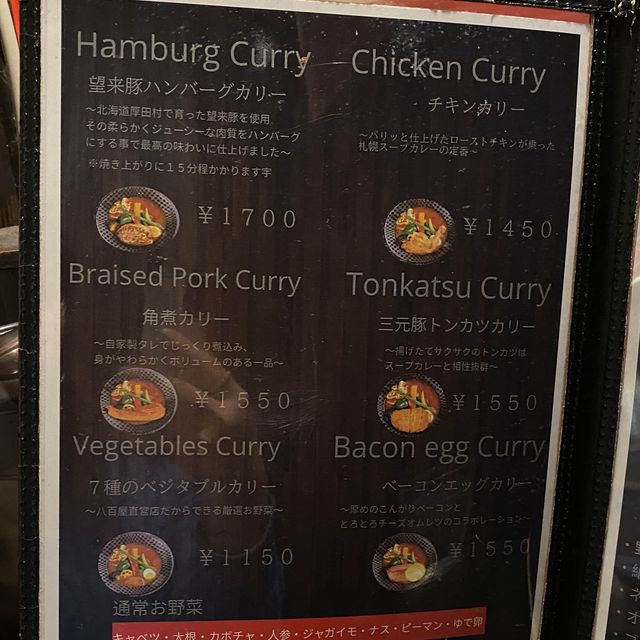 Hamburg Curry
望来豚ハンバーグカリー
～北海道厚田村で育った望来豚を使用
その柔らかくジューシーな肉質をハンバーグ
にする事で最高の味わいに仕上げました～
※焼き上がりに１５分程かかります
￥1700
Chicken Curry
チキンカリー
～パリッと仕上げたローストチキンが乗った
札幌スープカレーの定番～
￥1450
Braised Pork Curry
角煮カリー
～自家製タレでじっくり煮込み、
身がやわらかくボリュームのある一品～
￥1550
Tonkatsu Curry
三元豚トンカツカリー
～揚げたてサクサクのトンカツは
スープカレーと相性抜群～
￥1550
Vegetables Curry
７種のベジタブルカリー
～八百屋直営店だからできる厳選お野菜～
￥1150
Bacon egg Curry
ベーコンエッグカリー
～厚めのこんがりベーコンと
とろとろチーズオムレツのコラボレーション～
￥1550
通常お野菜
キャベツ・大根・カボチャ・人参・ジャガイモ・ナス・ピーマン・ゆで卵